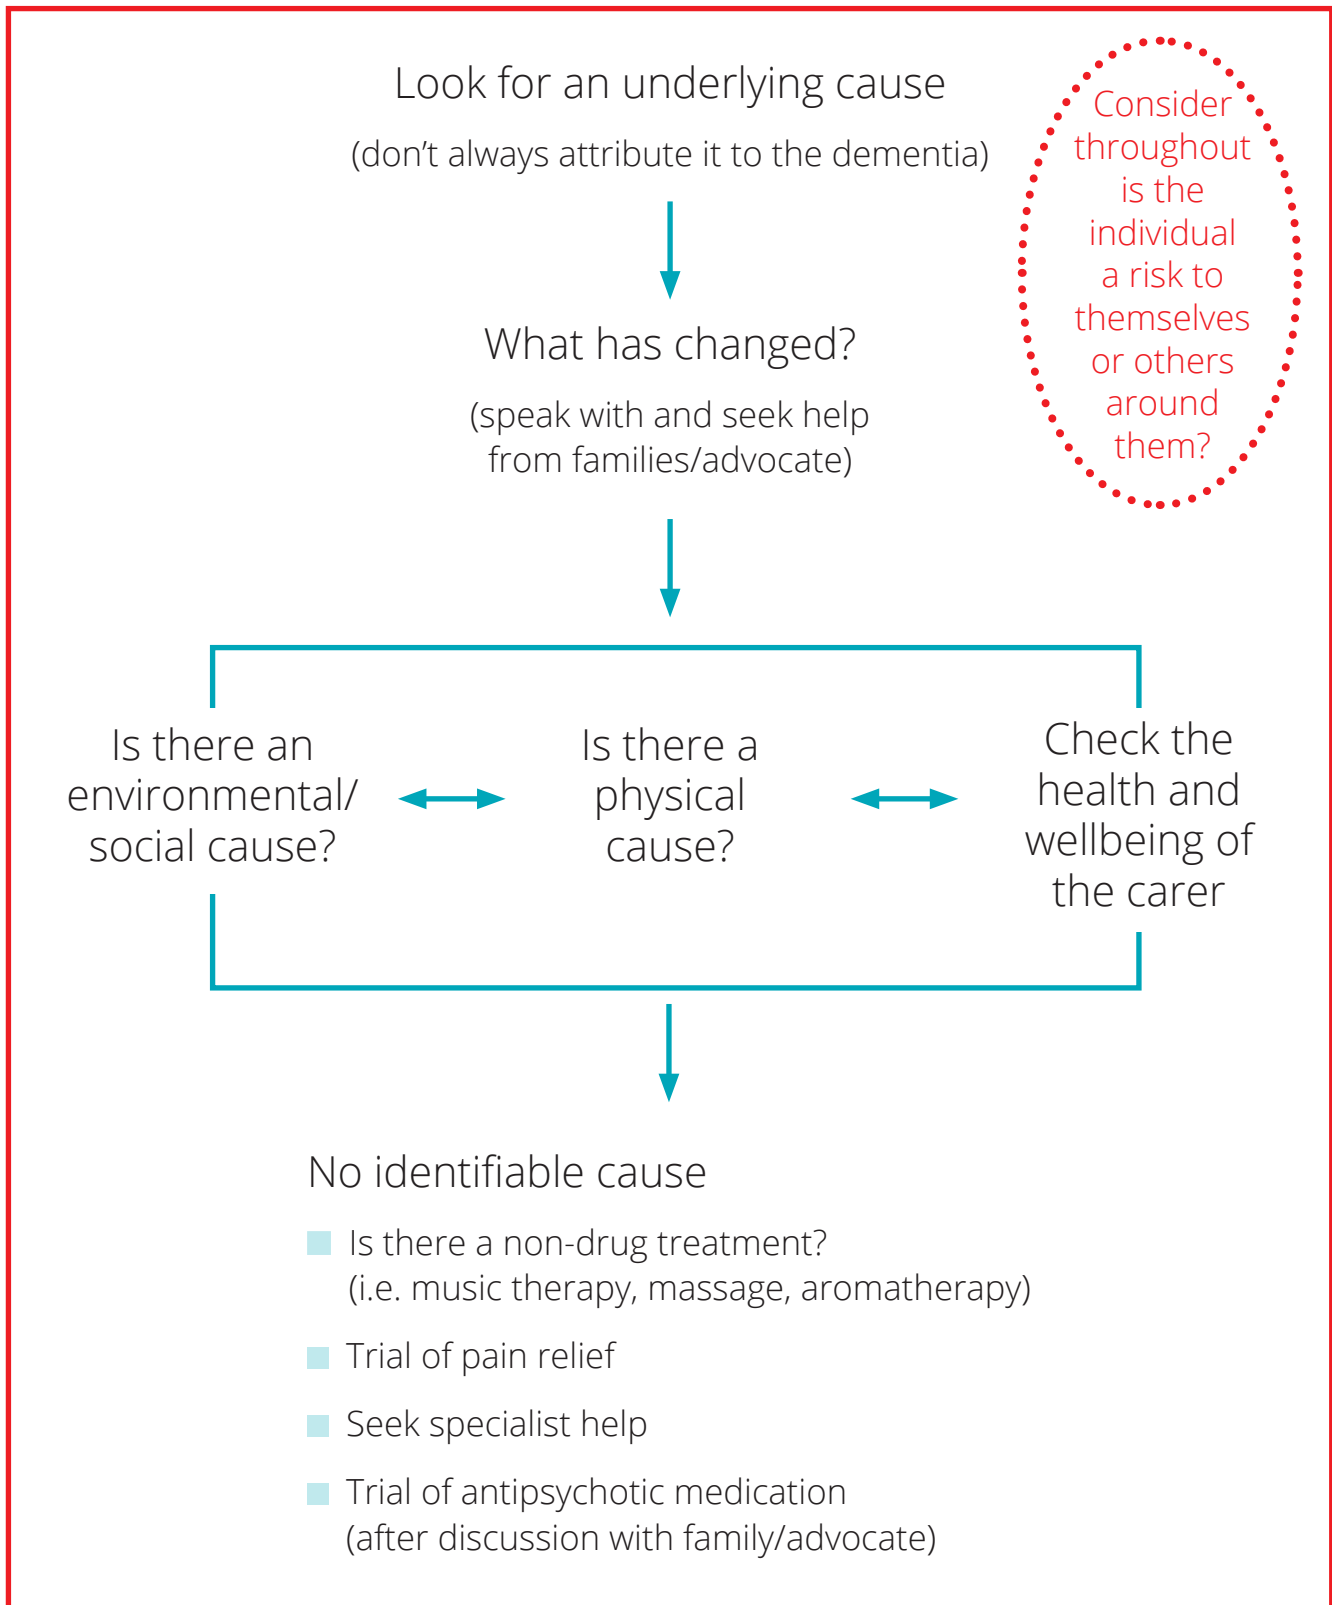 Look for an underlying cause
(don't always attribute it to the dementia)
Consider
throughout
is the
individual
a risk to
themselves
or others
around
them?
What has changed?
(speak with and seek help
from families/advocate)
Is there an
environmental/
social cause?
Is there a
physical
cause?
Check the
health and
wellbeing of
the carer
No identifiable cause
Is there a non-drug treatment?
(i.e. music therapy, massage, aromatherapy)
Trial of pain relief
Seek specialist help
Trial of antipsychotic medication
(after discussion with family/advocate)